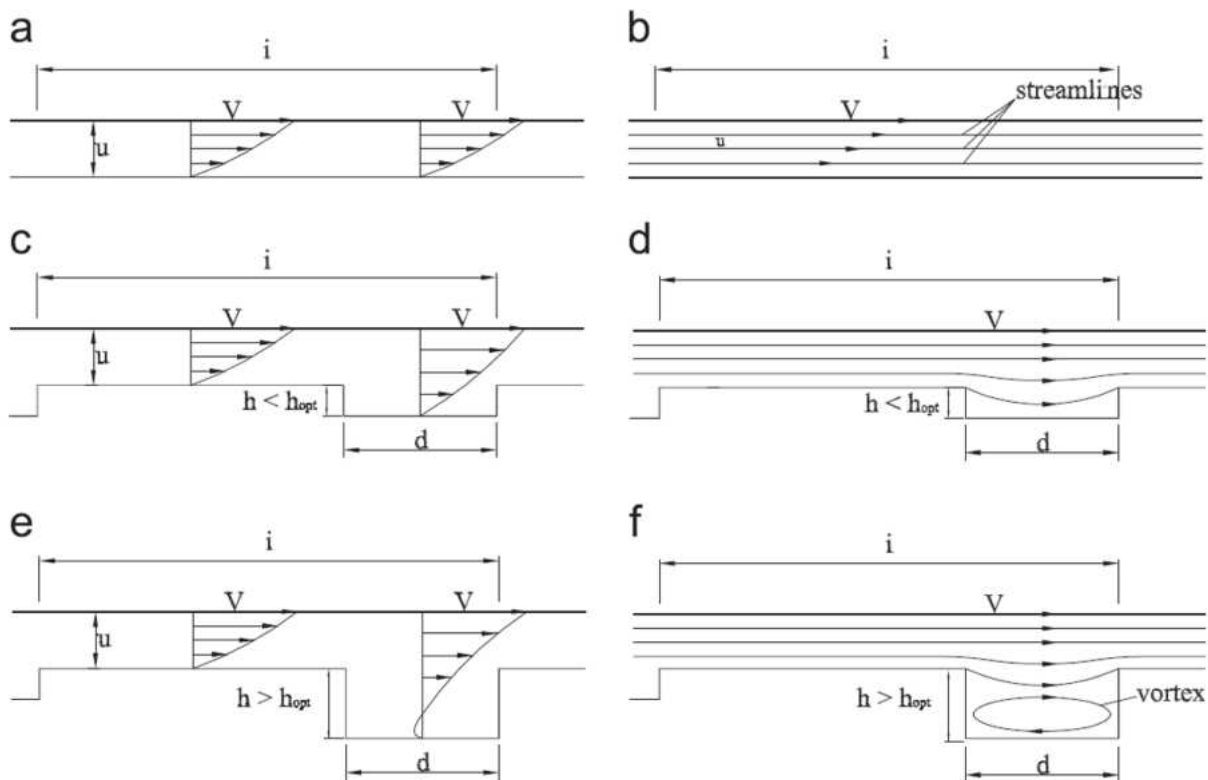 a
b
i
i
streamlines
V
V
V
u
u
c
d
i
i
V
V
V
u
h < hopt
h < hopt
d
d
e
f
i
i
V
V
V
u
h > hopt
h > hopt
vortex
d
d